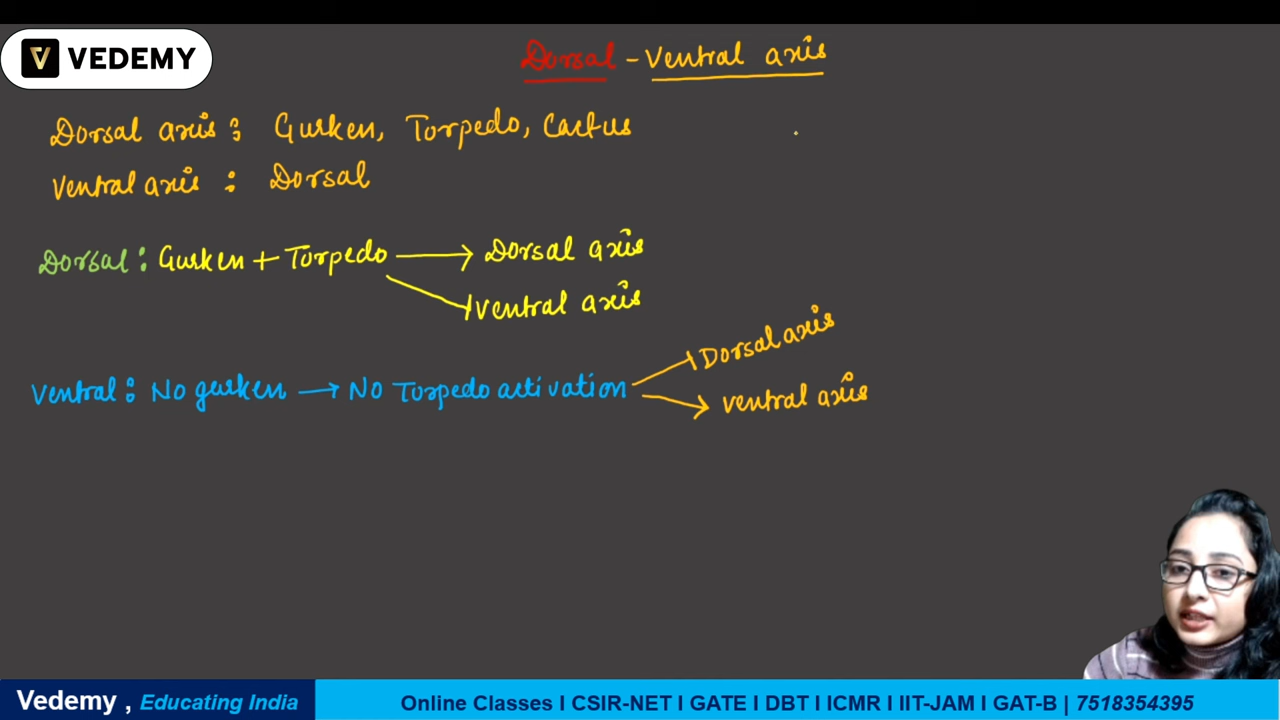 VEDEMY
Dorsal - Ventral axis
Dorsal axis : Gurken, Torpedo, Cactus
Ventral axis : Dorsal
Dorsal : Gurken + Torpedo → Dorsal axis
⊣ Ventral axis
Ventral : No gurken → No Torpedo activation ⊣ Dorsal axis
→ ventral axis
Vedemy , Educating India
Online Classes I CSIR-NET I GATE I DBT I ICMR I IIT-JAM I GAT-B | 7518354395